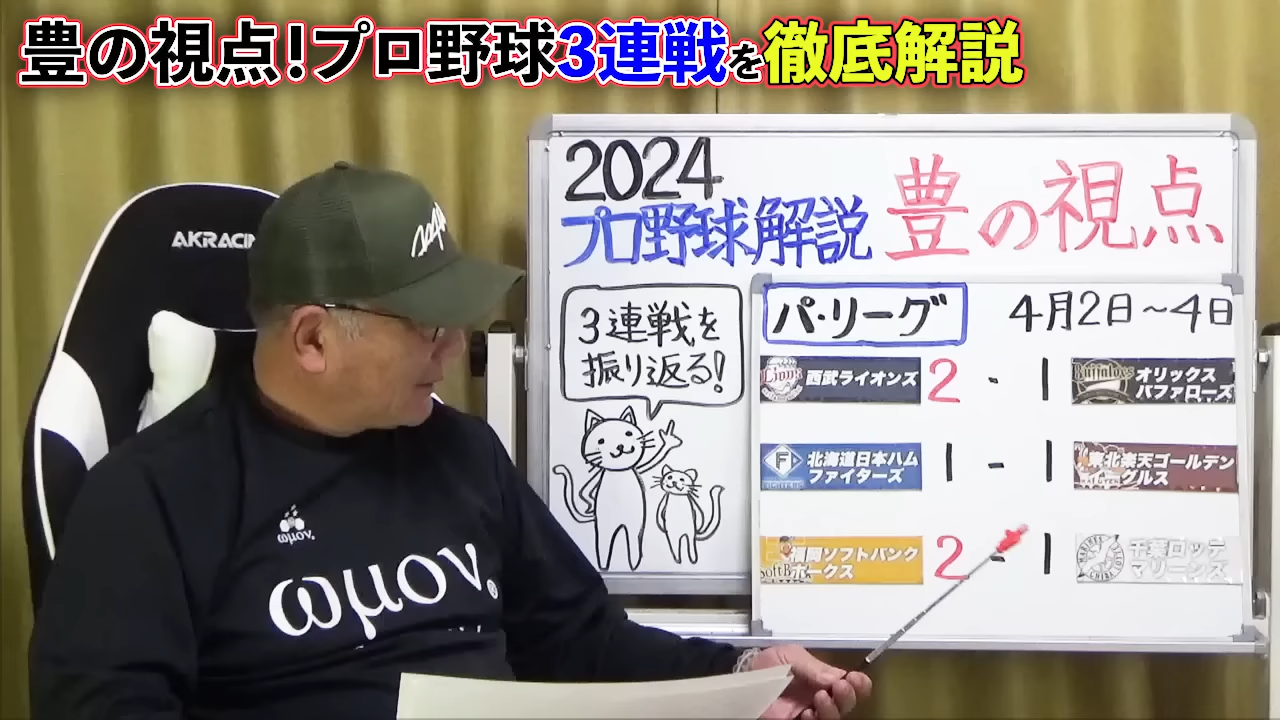 豊の視点!プロ野球3連戦を徹底解説
2024
プロ野球解説 豊の視点
AKRACIN
3連戦を
振り返る!
パ・リーグ 4月2日〜4日
Lions 西武ライオンズ 2 - 1 Buffaloes オリックス
バファローズ
F 北海道日本ハム
ファイターズ 1 - 1 東北楽天ゴールデン
イーグルス
福岡ソフトバンク
ホークス 2 - 1 千葉ロッテ
マリーンズ
ωμον.
ωμον®